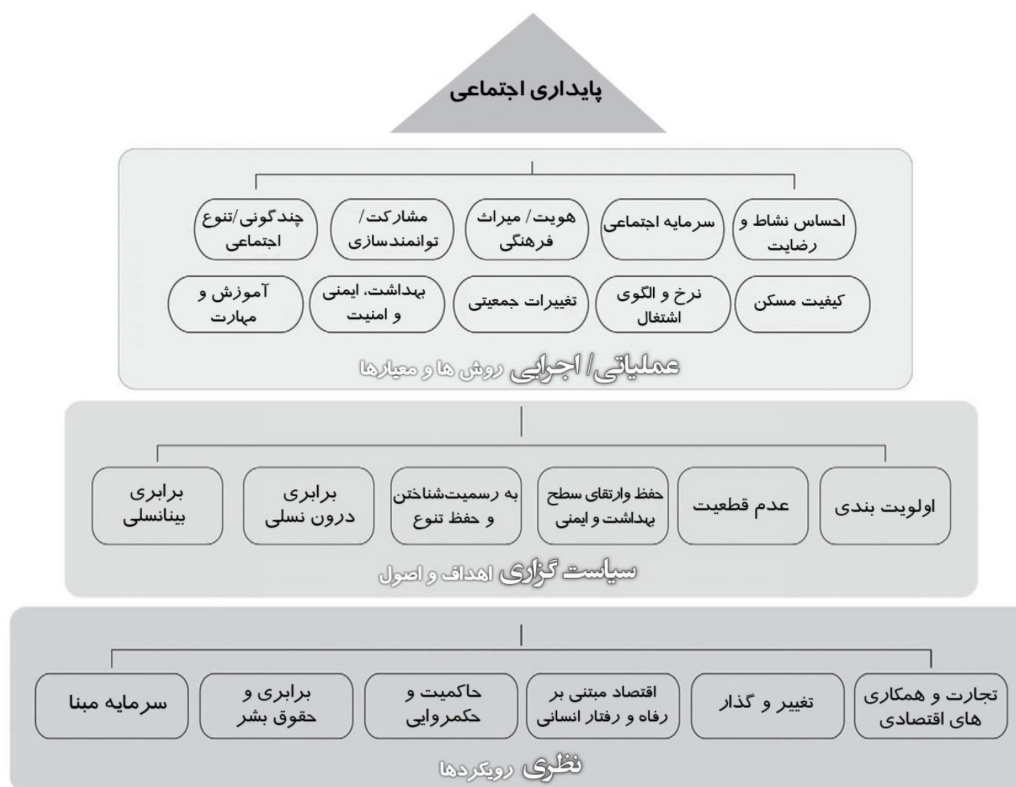 پایداری اجتماعی
احساس نشاط و
رضایت
سرمایه اجتماعی
هویت/ میراث
فرهنگی
مشارکت/
توانمندسازی
چندگونی/تنوع
اجتماعی
کیفیت مسکن
نرخ و الگوی
اشتغال
تغییرات جمعیتی
بهداشت، ایمنی
و امنیت
آموزش و
مهارت
عملیاتی/ اجرایی روش ها و معیارها
اولویت بندی
عدم قطعیت
حفظ وارتقای سطح
بهداشت و ایمنی
به رسمیت‌شناختن
و حفظ تنوع
برابری
درون نسلی
برابری
بینانسلی
سیاست گزاری اهداف و اصول
تجارت و همکاری
های اقتصادی
تغییر و گذار
اقتصاد مبتنی بر
رفاه و رفتار انسانی
حاکمیت و
حکمروایی
برابری و
حقوق بشر
سرمایه مبنا
نظری رویکردها